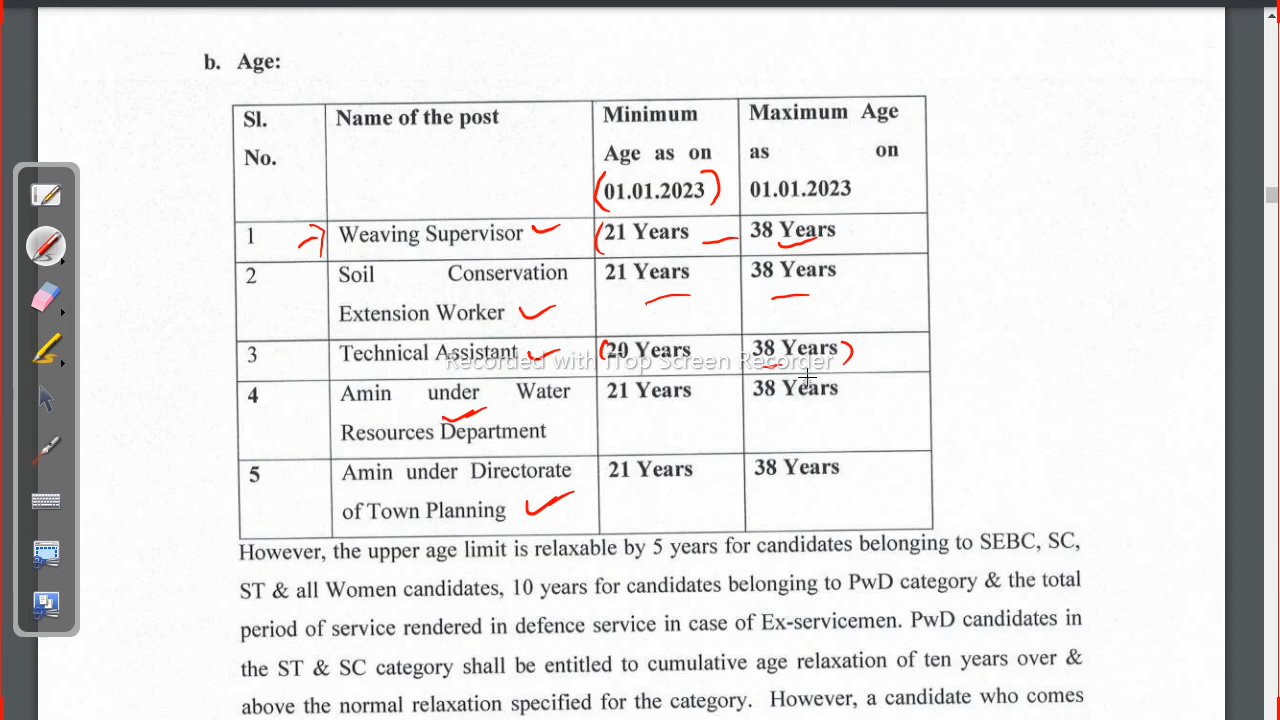 b. Age:
Sl. No. Name of the post Minimum Age as on 01.01.2023 Maximum Age as on 01.01.2023
1 Weaving Supervisor 21 Years 38 Years
2 Soil Conservation Extension Worker 21 Years 38 Years
3 Technical Assistant 20 Years 38 Years
Recorded with iTop Screen Recorder
4 Amin under Water Resources Department 21 Years 38 Years
5 Amin under Directorate of Town Planning 21 Years 38 Years
However, the upper age limit is relaxable by 5 years for candidates belonging to SEBC, SC,
ST & all Women candidates, 10 years for candidates belonging to PwD category & the total
period of service rendered in defence service in case of Ex-servicemen. PwD candidates in
the ST & SC category shall be entitled to cumulative age relaxation of ten years over &
above the normal relaxation specified for the category. However, a candidate who comes